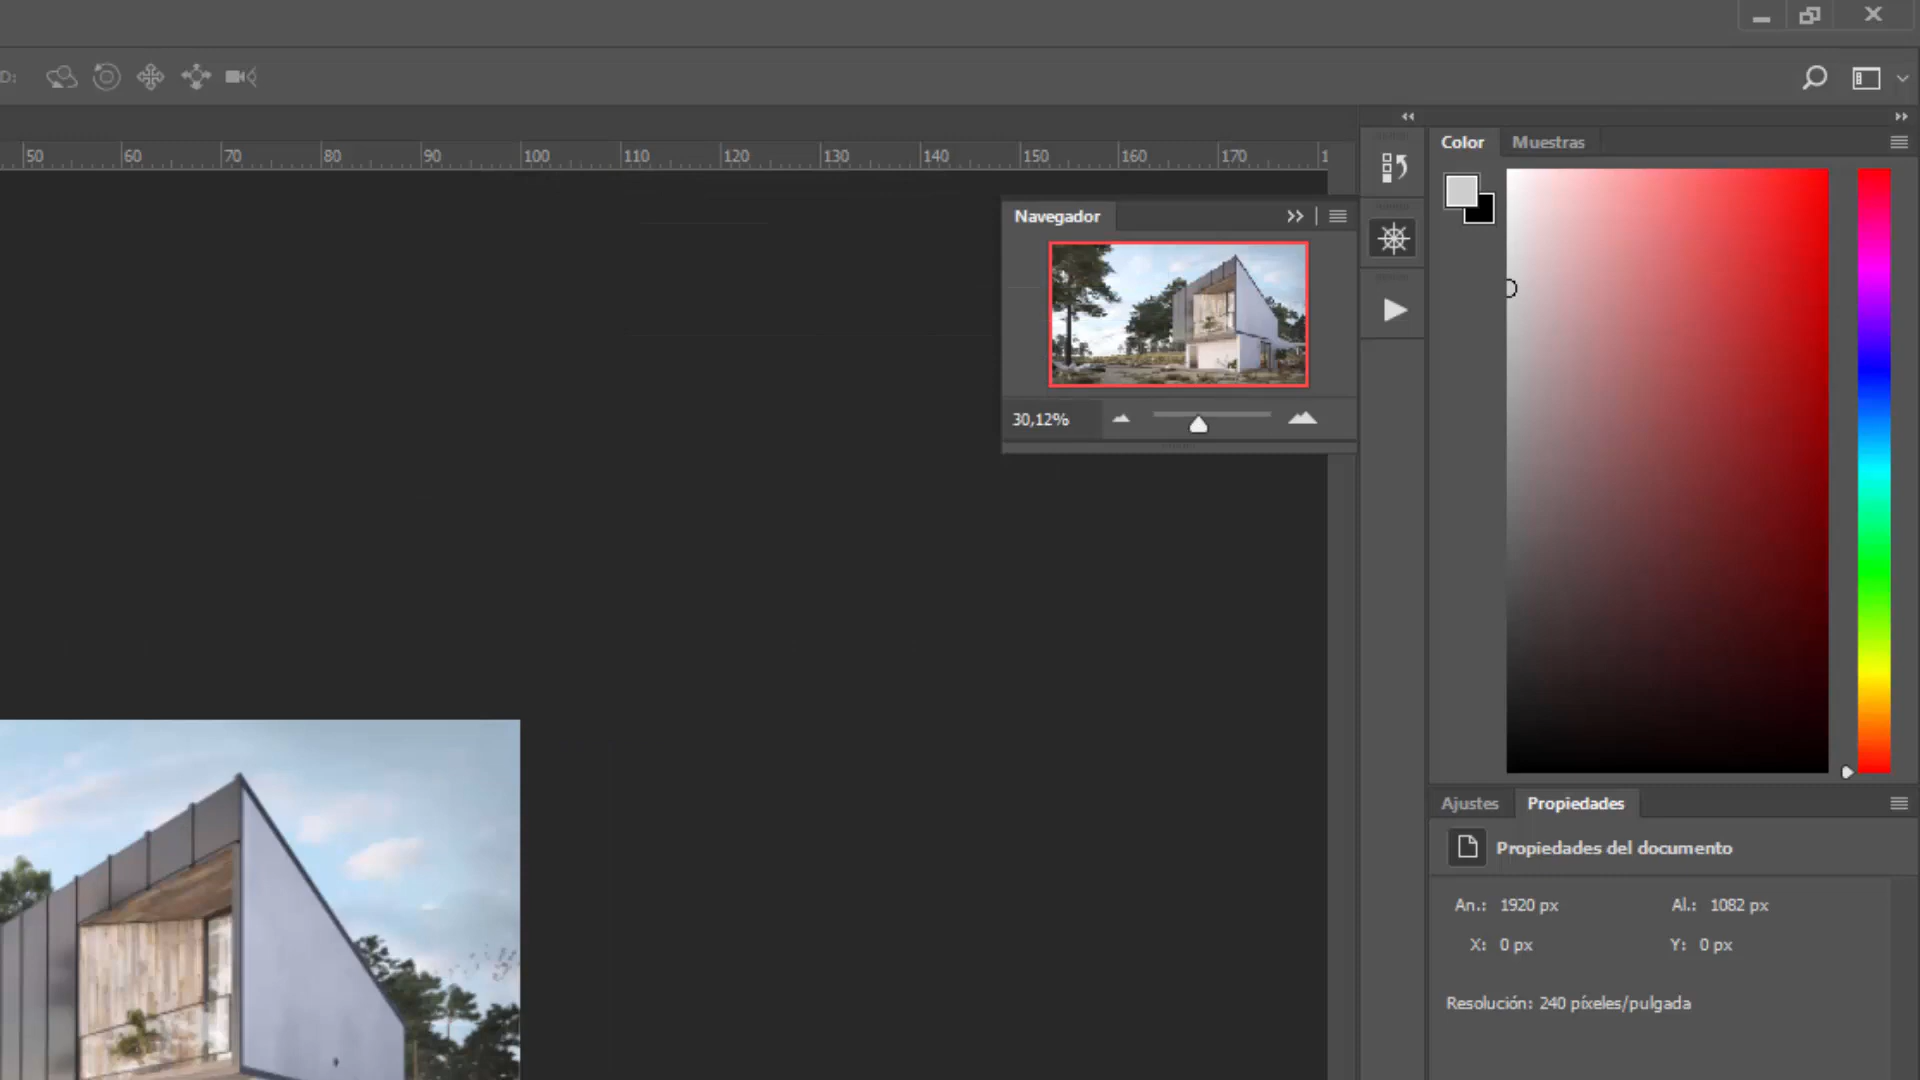 D:
50 60 70 80 90 100 110 120 130 140 150 160 170 1
Color Muestras
Navegador
30,12%
Ajustes Propiedades
Propiedades del documento
An.: 1920 px Al.: 1082 px
X: 0 px Y: 0 px
Resolución: 240 píxeles/pulgada